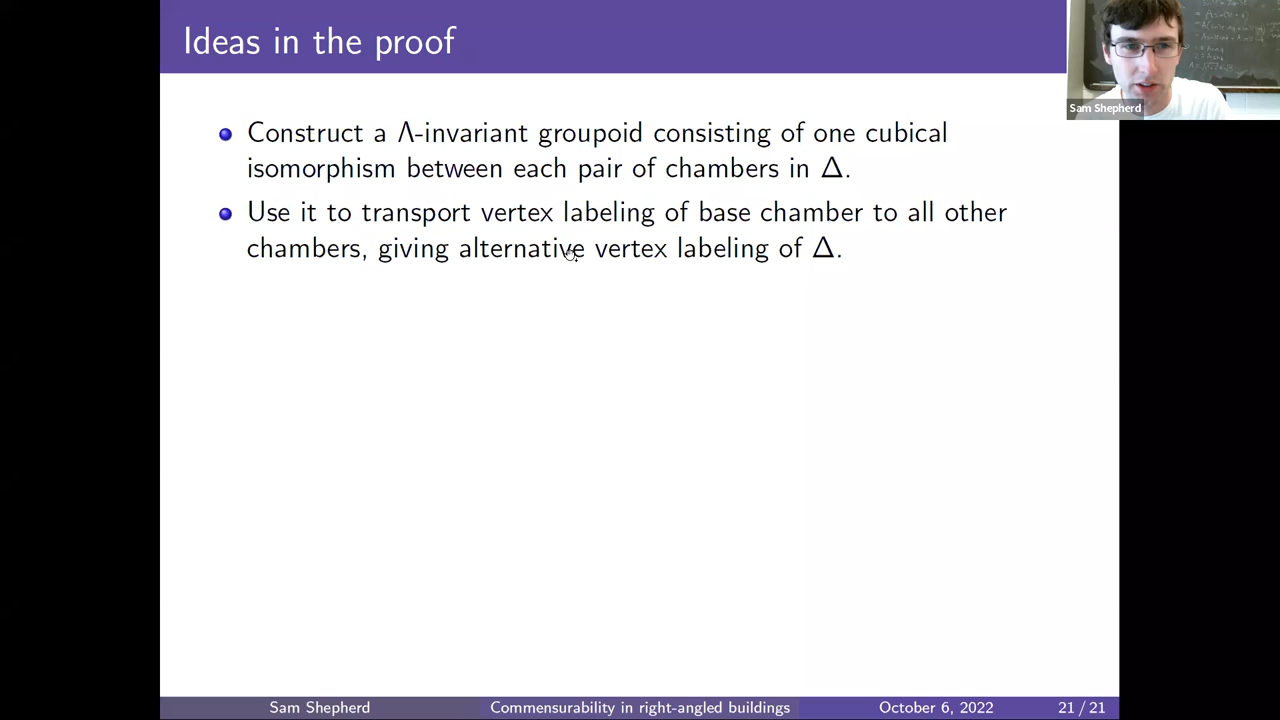 Ideas in the proof
Sam Shepherd
Construct a Λ-invariant groupoid consisting of one cubical
isomorphism between each pair of chambers in Δ.
Use it to transport vertex labeling of base chamber to all other
chambers, giving alternative vertex labeling of Δ.
Sam Shepherd Commensurability in right-angled buildings October 6, 2022 21 / 21